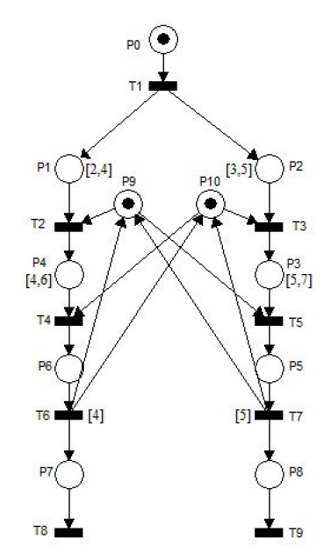 P0
T1
P1 [2,4] [3,5] P2
P9 P10
T2 T3
P4 P3
[4,6] [5,7]
T4 T5
P6 P5
T6 [4] [5] T7
P7 P8
T8 T9